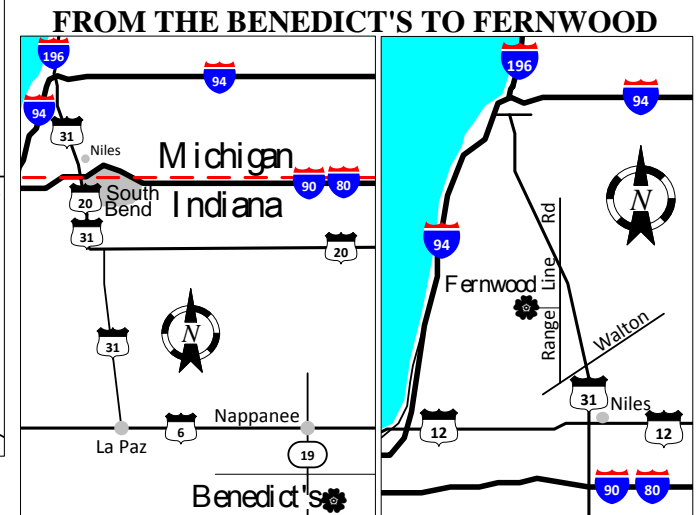 FROM THE BENEDICT'S TO FERNWOOD
196
94
94
31
Niles
Michigan
South
Bend
20
90 80
Indiana
31
20
N
31
Nappanee
6
La Paz
19
Benedict's
196
94
N
Rd
94
Fernwood
Line
Range
Walton
31
Niles
12
12
90 80